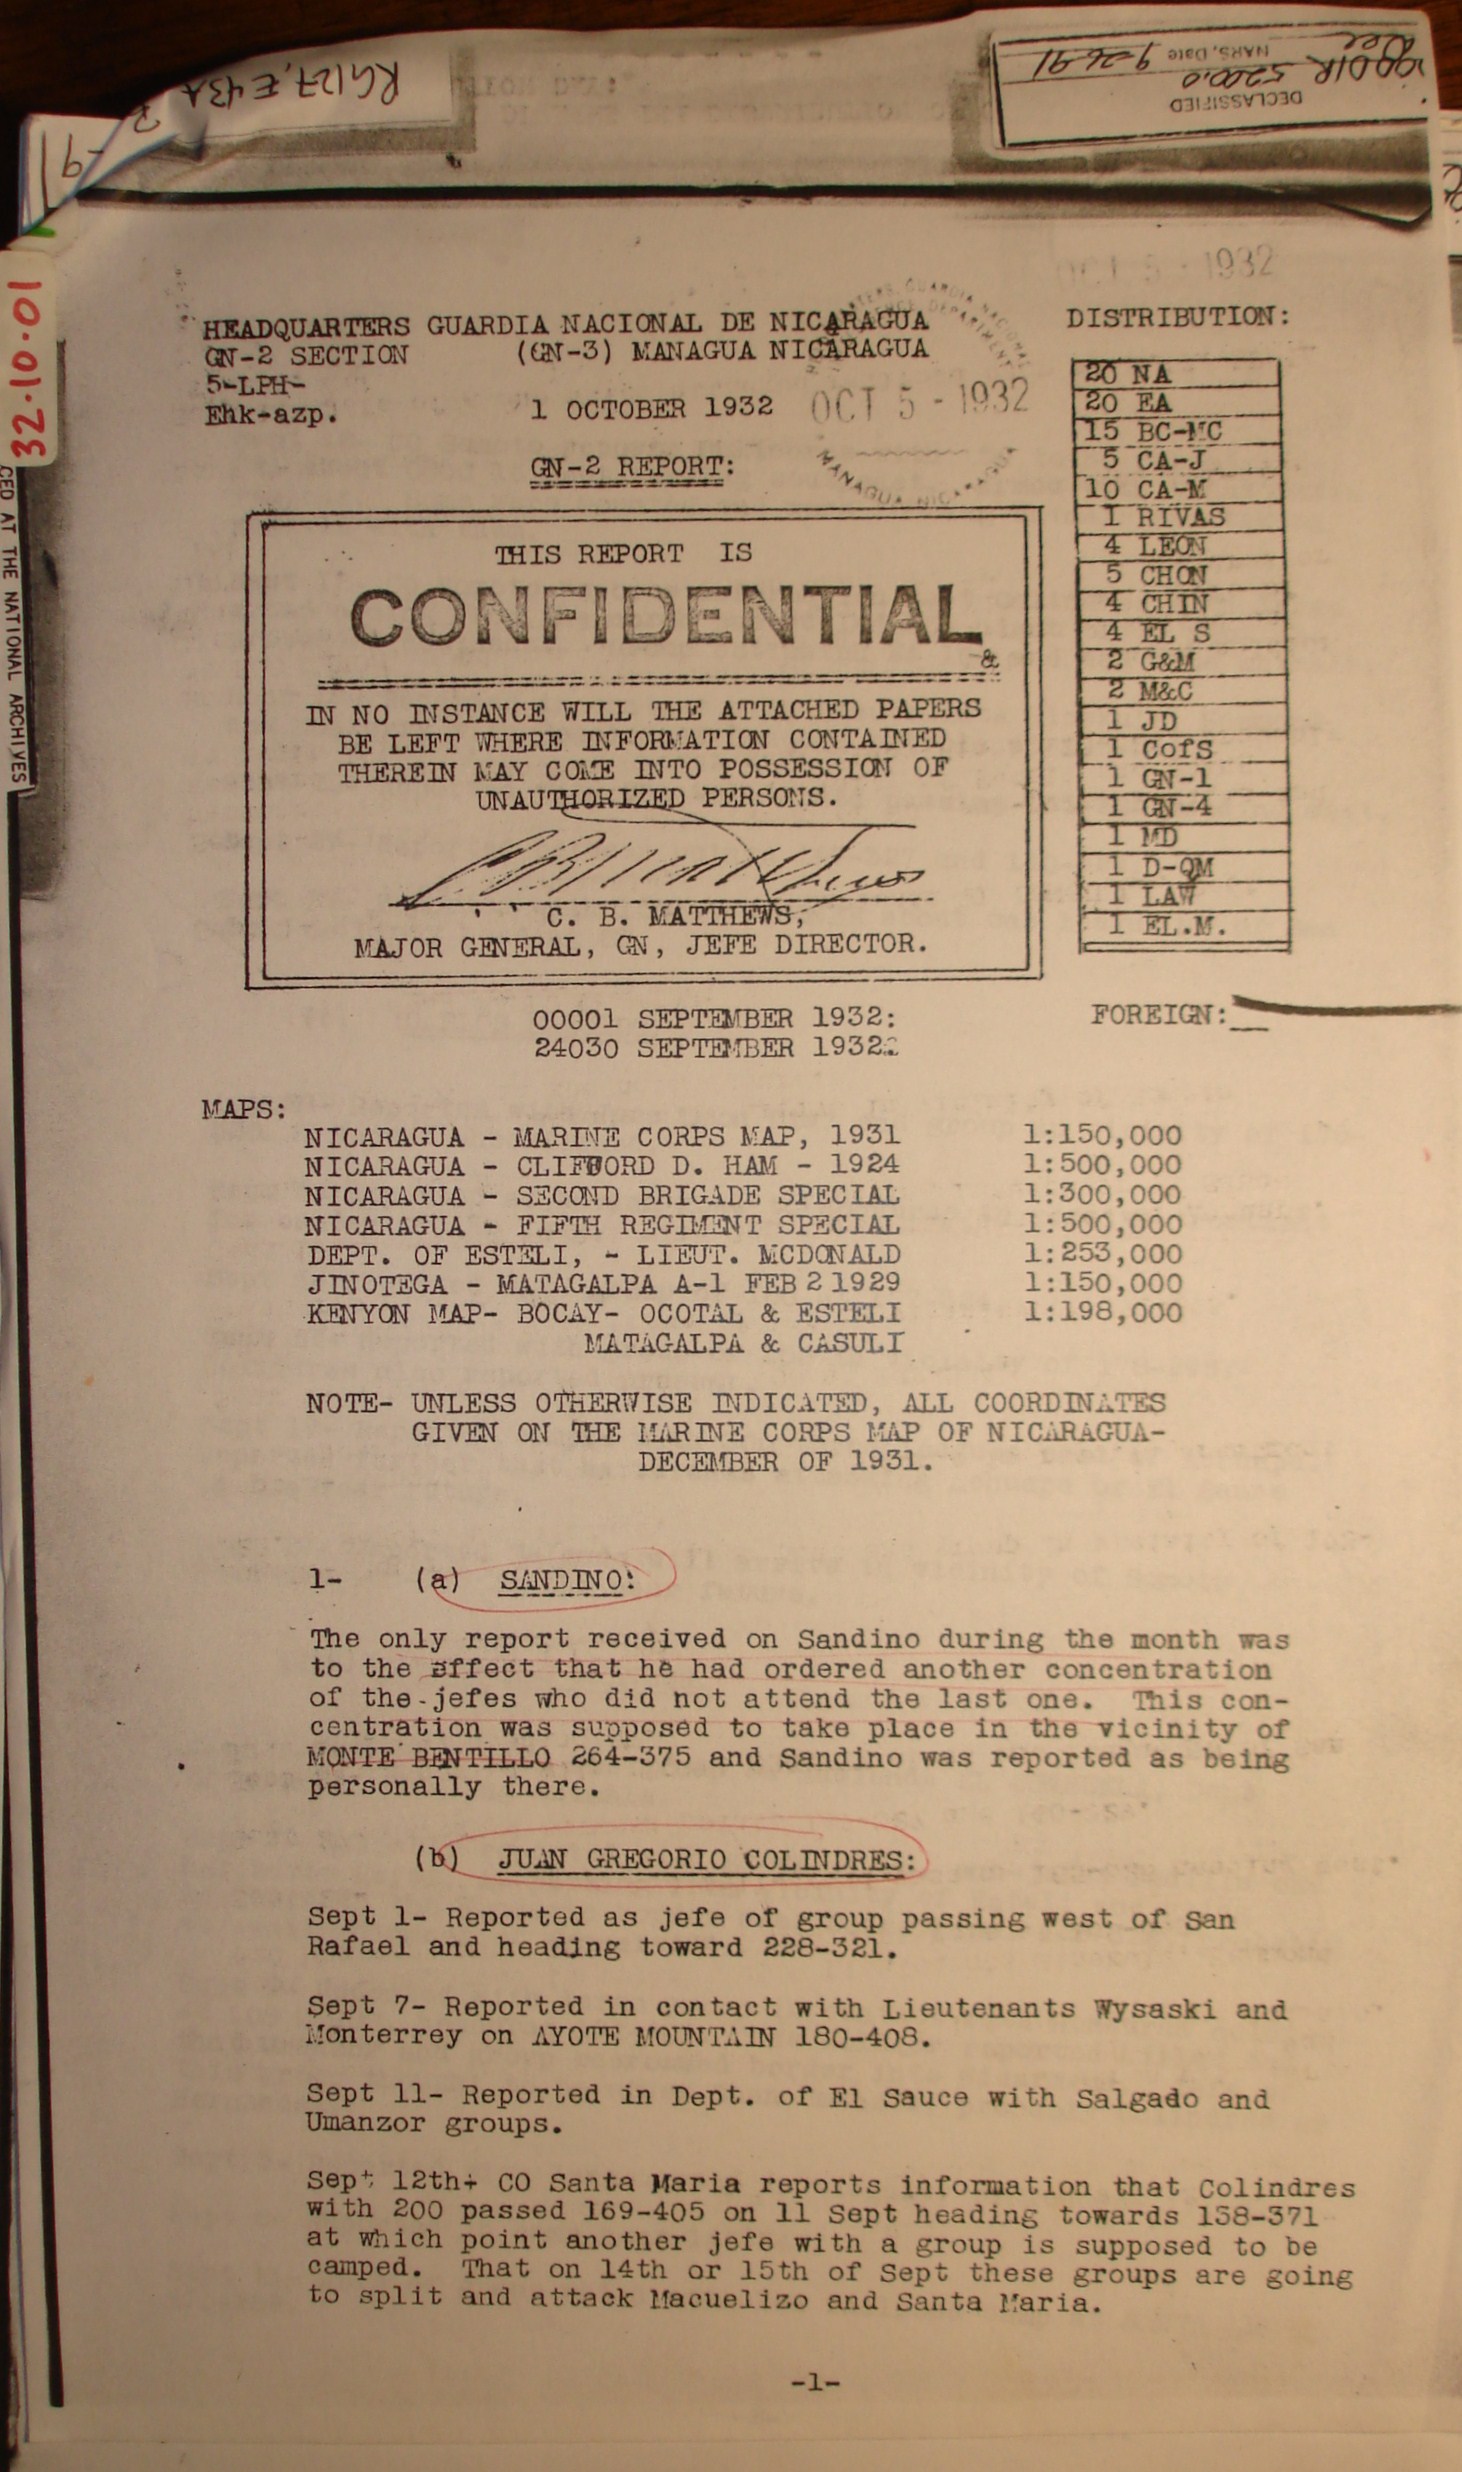 RG127, E43A
DECLASSIFIED
NARS, Date 9-26-91
32.10.01
CED AT THE NATIONAL ARCHIVES
OCT 5 - 1932
HEADQUARTERS GUARDIA NACIONAL DE NICARAGUA
GN-2 SECTION (GN-3) MANAGUA NICARAGUA
5-LPH-
Ehk-azp. 1 OCTOBER 1932 OCT 5 - 1932
GN-2 REPORT:
MANAGUA
DISTRIBUTION:
20 NA
20 EA
15 BC-MC
5 CA-J
10 CA-M
1 RIVAS
4 LEON
5 CHON
4 CHIN
4 EL S
2 G&M
2 M&C
1 JD
1 CofS
1 GN-1
1 GN-4
1 MD
1 D-QM
1 LAW
1 EL.M.
THIS REPORT IS
CONFIDENTIAL
&
IN NO INSTANCE WILL THE ATTACHED PAPERS
BE LEFT WHERE INFORMATION CONTAINED
THEREIN MAY COME INTO POSSESSION OF
UNAUTHORIZED PERSONS.
C B Matthews
C. B. MATTHEWS,
MAJOR GENERAL, GN, JEFE DIRECTOR.
00001 SEPTEMBER 1932: FOREIGN:
24030 SEPTEMBER 1932.
MAPS:
NICARAGUA - MARINE CORPS MAP, 1931 1:150,000
NICARAGUA - CLIFFORD D. HAM - 1924 1:500,000
NICARAGUA - SECOND BRIGADE SPECIAL 1:300,000
NICARAGUA - FIFTH REGIMENT SPECIAL 1:500,000
DEPT. OF ESTELI, - LIEUT. MCDONALD 1:253,000
JINOTEGA - MATAGALPA A-1 FEB 2 1929 1:150,000
KENYON MAP- BOCAY- OCOTAL & ESTELI 1:198,000
MATAGALPA & CASULI
NOTE- UNLESS OTHERWISE INDICATED, ALL COORDINATES
GIVEN ON THE MARINE CORPS MAP OF NICARAGUA-
DECEMBER OF 1931.
1- (a) SANDINO:
The only report received on Sandino during the month was
to the effect that he had ordered another concentration
of the jefes who did not attend the last one. This con-
centration was supposed to take place in the vicinity of
MONTE BENTILLO 264-375 and Sandino was reported as being
personally there.
(b) JUAN GREGORIO COLINDRES:
Sept 1- Reported as jefe of group passing west of San
Rafael and heading toward 228-321.
Sept 7- Reported in contact with Lieutenants Wysaski and
Monterrey on AYOTE MOUNTAIN 180-408.
Sept 11- Reported in Dept. of El Sauce with Salgado and
Umanzor groups.
Sept 12th+ CO Santa Maria reports information that Colindres
with 200 passed 169-405 on 11 Sept heading towards 158-371
at which point another jefe with a group is supposed to be
camped. That on 14th or 15th of Sept these groups are going
to split and attack Macuelizo and Santa Maria.
-1-